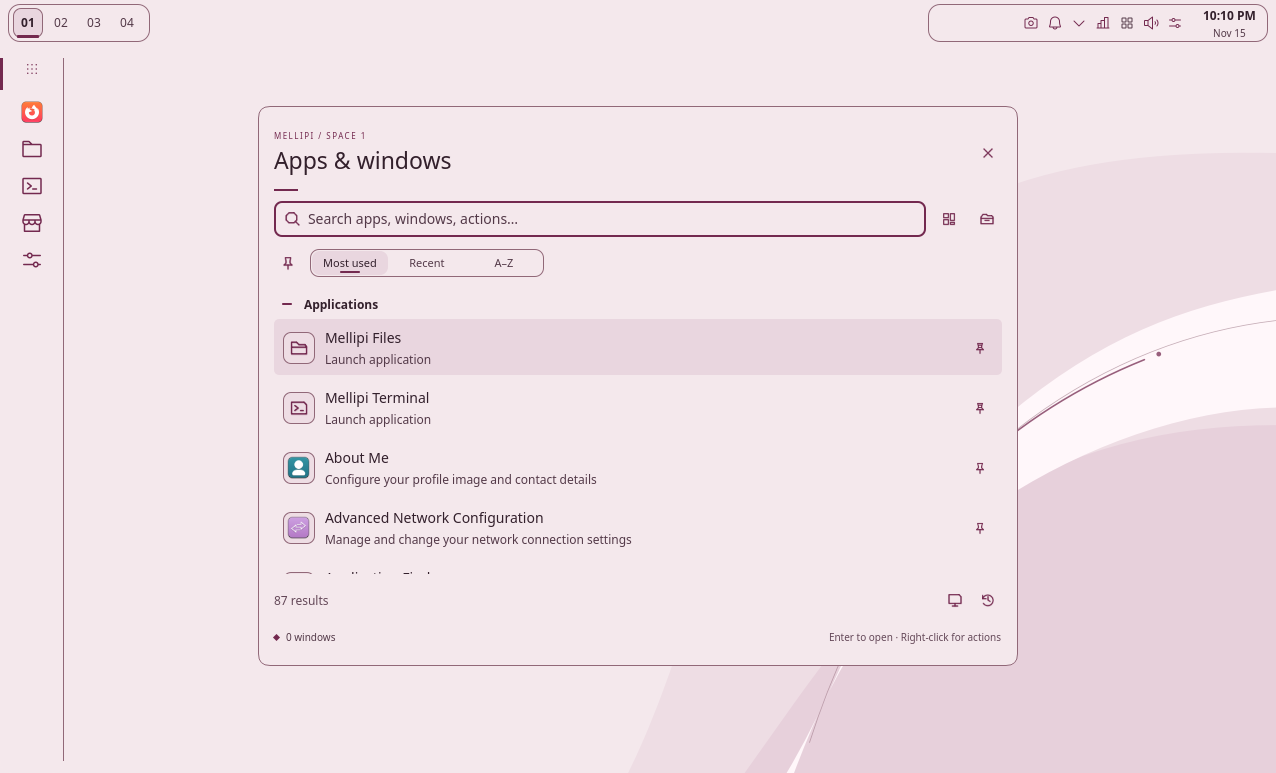 01 02 03 04
10:10 PM
Nov 15
MELLIPI / SPACE 1
Apps & windows
Search apps, windows, actions...
Most used Recent A–Z
Applications
Mellipi Files
Launch application
Mellipi Terminal
Launch application
About Me
Configure your profile image and contact details
Advanced Network Configuration
Manage and change your network connection settings
87 results
0 windows
Enter to open · Right-click for actions